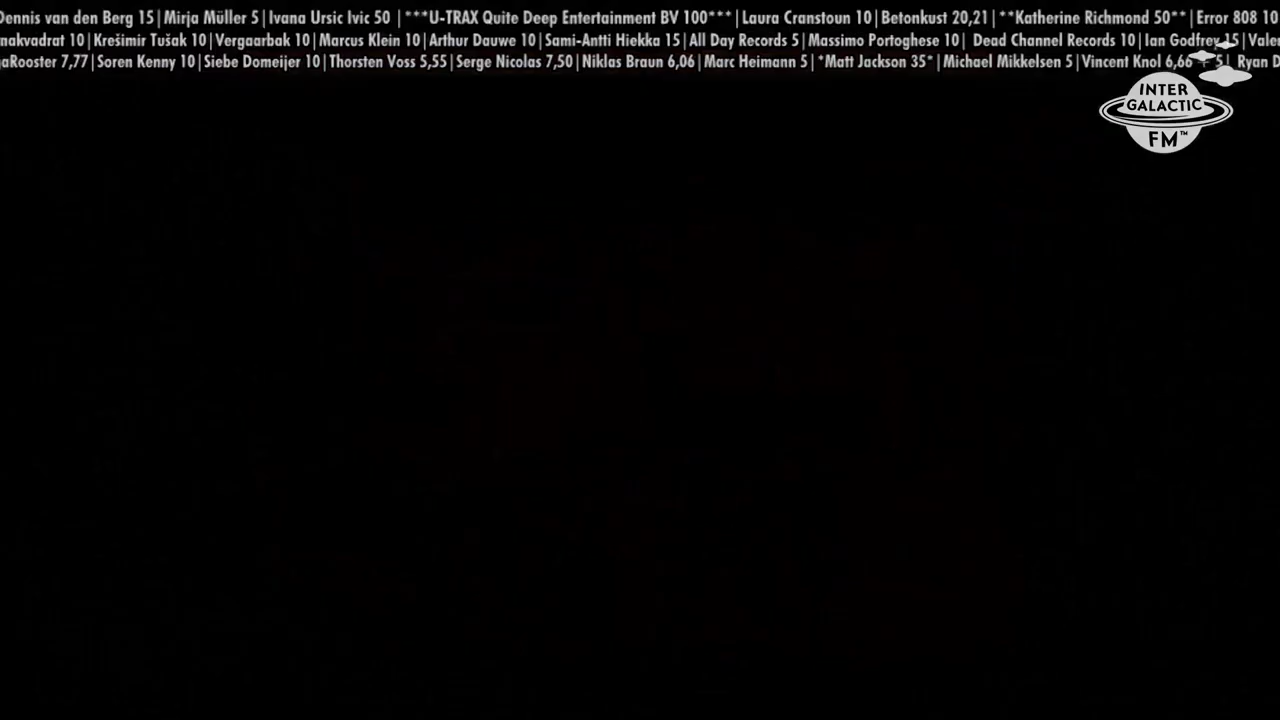 Dennis van den Berg 15 | Mirja Müller 5 | Ivana Ursic Ivic 50 | ***U-TRAX Quite Deep Entertainment BV 100*** | Laura Cranstoun 10 | Betonkust 20,21 | **Katherine Richmond 50** | Error 808 10
nakvadrat 10 | Krešimir Tušak 10 | Vergaarbak 10 | Marcus Klein 10 | Arthur Dauwe 10 | Sami-Antti Hiekka 15 | All Day Records 5 | Massimo Portoghese 10 | Dead Channel Records 10 | Ian Godfrey 15 | Valer
gaRooster 7,77 | Soren Kenny 10 | Siebe Domeijer 10 | Thorsten Voss 5,55 | Serge Nicolas 7,50 | Niklas Braun 6,06 | Marc Heimann 5 | *Matt Jackson 35* | Michael Mikkelsen 5 | Vincent Knol 6,66 + 5 | Ryan D
INTER
GALACTIC
FM™